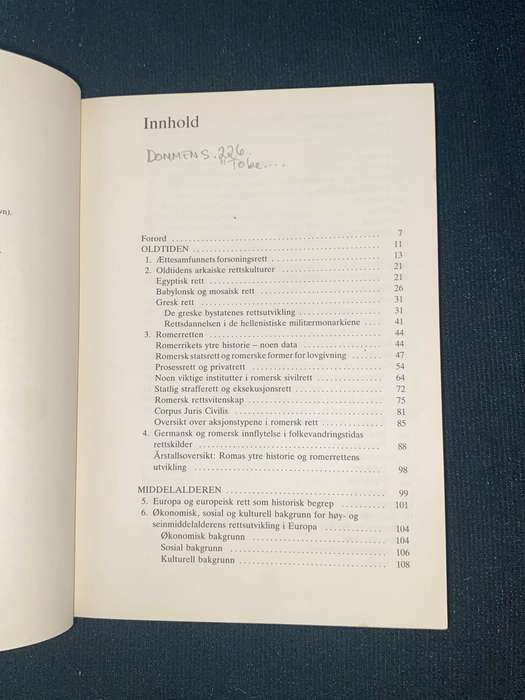 vn).
Innhold
DOMMEN S. 226.
"TO be....
Forord ............ 7
OLDTIDEN ............ 11
1. Ættesamfunnets forsoningsrett ............ 13
2. Oldtidens arkaiske rettskulturer ............ 21
Egyptisk rett ............ 21
Babylonsk og mosaisk rett ............ 26
Gresk rett ............ 31
De greske bystatenes rettsutvikling ............ 31
Rettsdannelsen i de hellenistiske militærmonarkiene ... 41
3. Romerretten ............ 44
Romerrikets ytre historie – noen data ............ 44
Romersk statsrett og romerske former for lovgivning ............ 47
Prosessrett og privatrett ............ 54
Noen viktige institutter i romersk sivilrett ............ 64
Statlig strafferett og eksekusjonsrett ............ 72
Romersk rettsvitenskap ............ 75
Corpus Juris Civilis ............ 81
Oversikt over aksjonstypene i romersk rett ............ 85
4. Germansk og romersk innflytelse i folkevandringstidas
rettskilder ............ 88
Årstallsoversikt: Romas ytre historie og romerrettens
utvikling ............ 98
MIDDELALDEREN ............ 99
5. Europa og europeisk rett som historisk begrep ............ 101
6. Økonomisk, sosial og kulturell bakgrunn for høy- og
seinmiddelalderens rettsutvikling i Europa ............ 104
Økonomisk bakgrunn ............ 104
Sosial bakgrunn ............ 106
Kulturell bakgrunn ............ 108